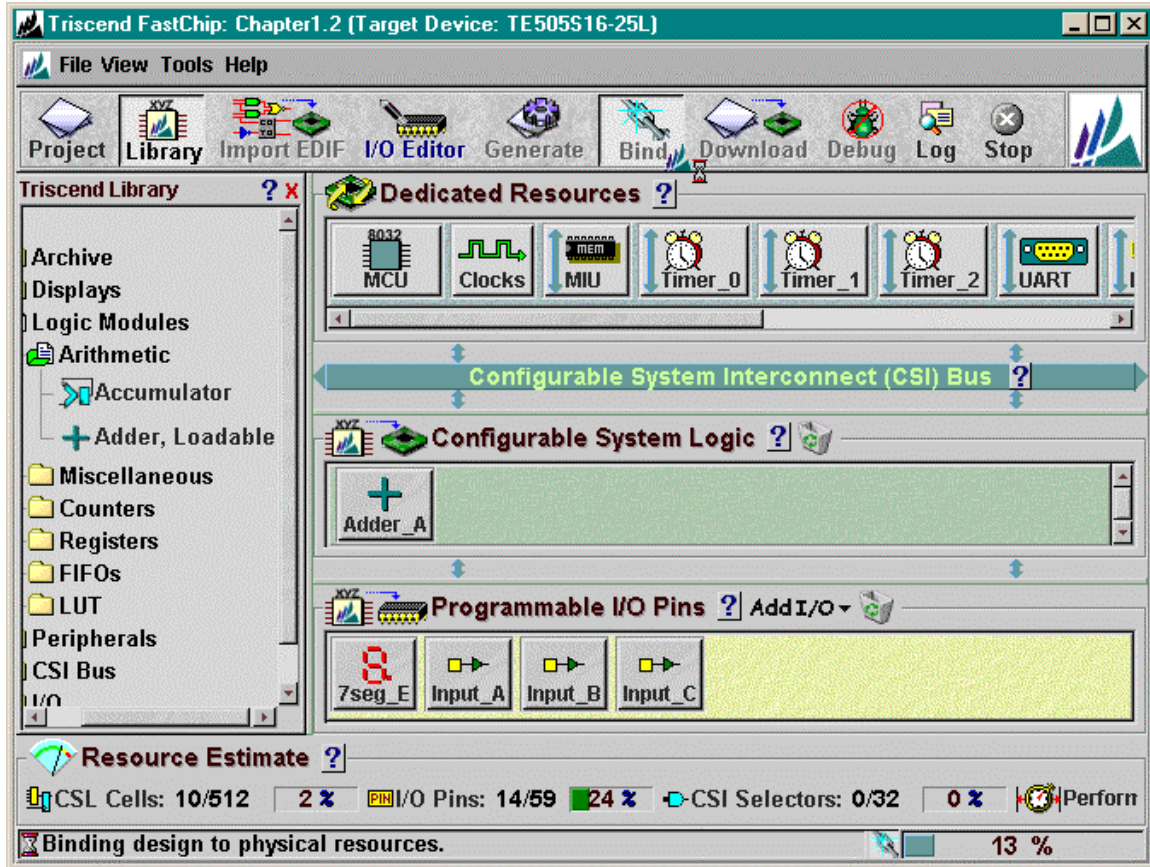 Triscend FastChip: Chapter1.2 (Target Device: TE505S16-25L)
File View Tools Help
XYZ
Project Library Import EDIF I/O Editor Generate Bind Download Debug Log Stop
Triscend Library ? X
Archive
Displays
Logic Modules
Arithmetic
Accumulator
Adder, Loadable
Miscellaneous
Counters
Registers
FIFOs
LUT
Peripherals
CSI Bus
I/O
Dedicated Resources ?
8032 MEM
MCU Clocks MIU Timer_0 Timer_1 Timer_2 UART
Configurable System Interconnect (CSI) Bus ?
XYZ Configurable System Logic ?
Adder_A
XYZ Programmable I/O Pins ? Add I/O
7seg_E Input_A Input_B Input_C
Resource Estimate ?
CSL Cells: 10/512 2 % PIN I/O Pins: 14/59 24 % CSI Selectors: 0/32 0 % Perform
Binding design to physical resources. 13 %